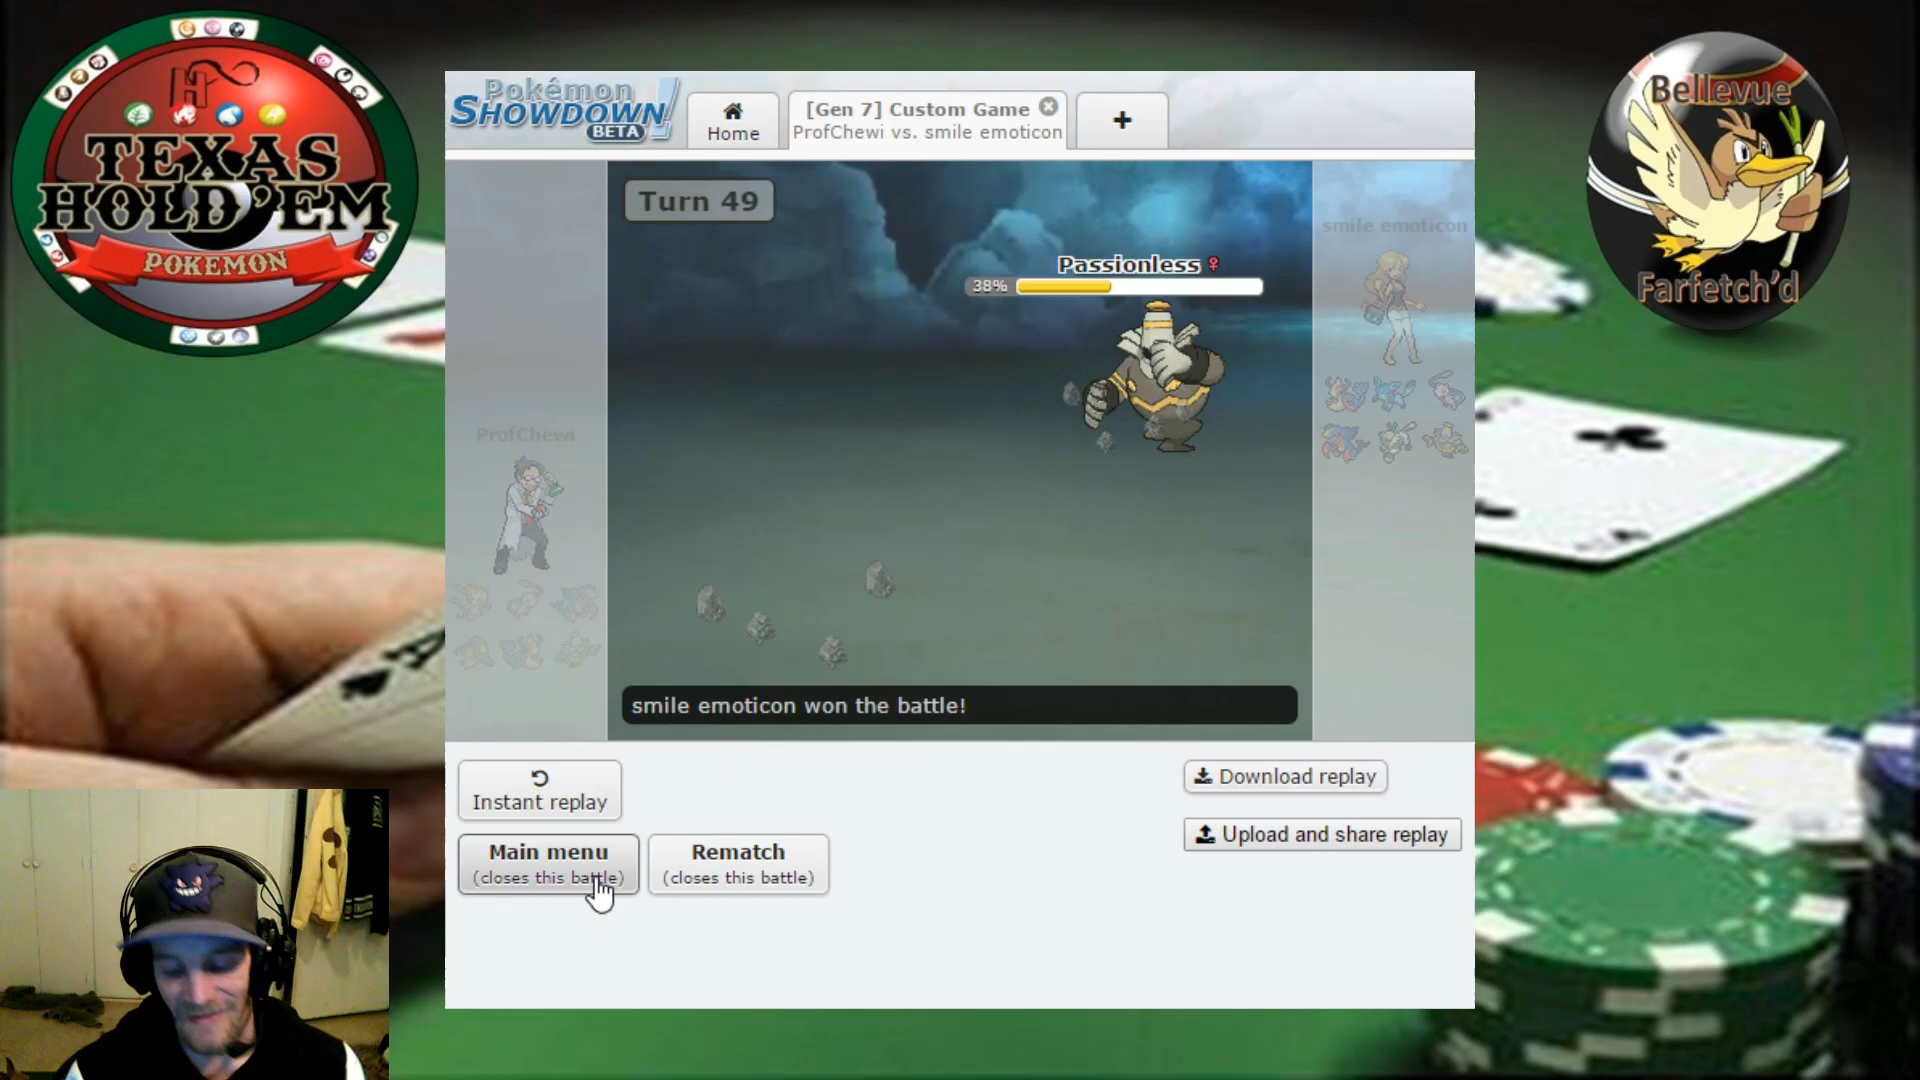 TEXAS
HOLD'EM
POKEMON
Pokémon
SHOWDOWN!
BETA
Home
[Gen 7] Custom Game
ProfChewi vs. smile emoticon
+
Bellevue
Farfetch'd
Turn 49
Passionless ♀
38%
smile emoticon
ProfChewi
A
smile emoticon won the battle!
Instant replay
Download replay
Upload and share replay
Main menu
(closes this battle)
Rematch
(closes this battle)